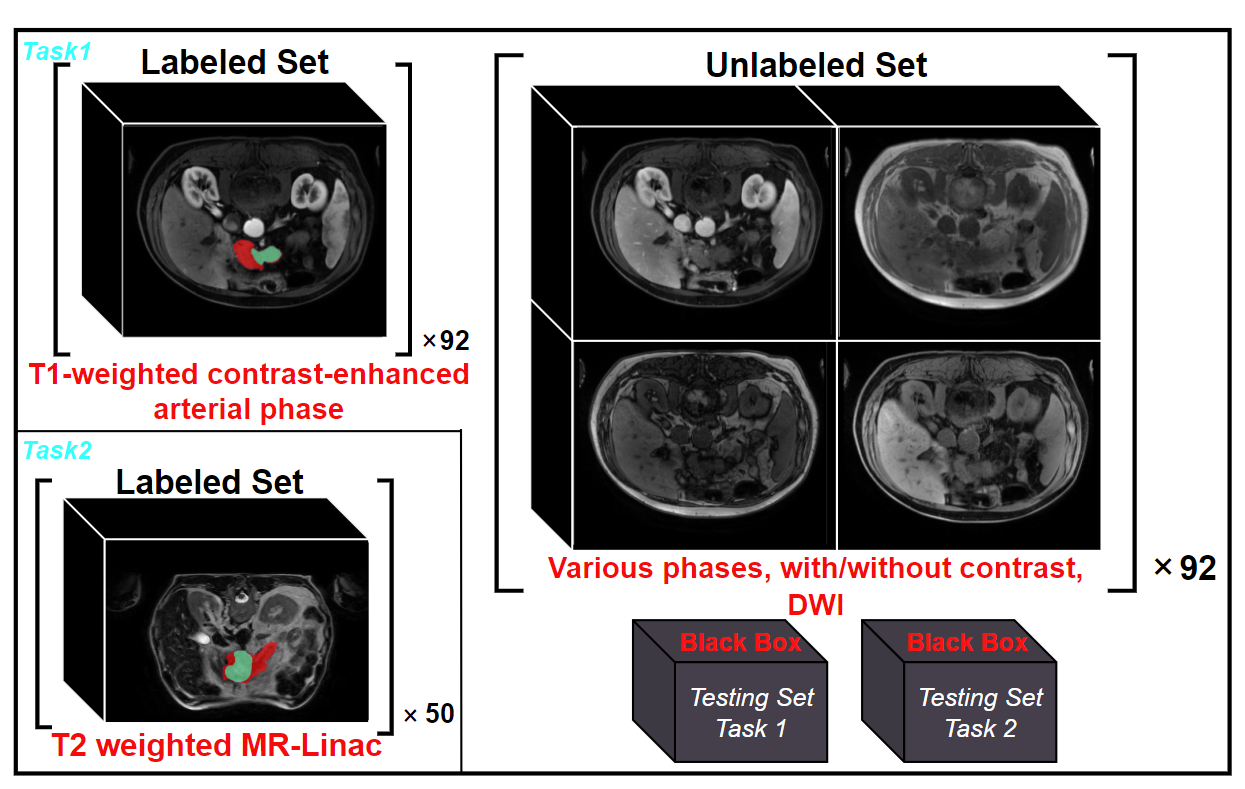 Task1
Labeled Set
×92
T1-weighted contrast-enhanced
arterial phase
Task2
Labeled Set
× 50
T2 weighted MR-Linac
Unlabeled Set
× 92
Various phases, with/without contrast,
DWI
Black Box
Testing Set
Task 1
Black Box
Testing Set
Task 2